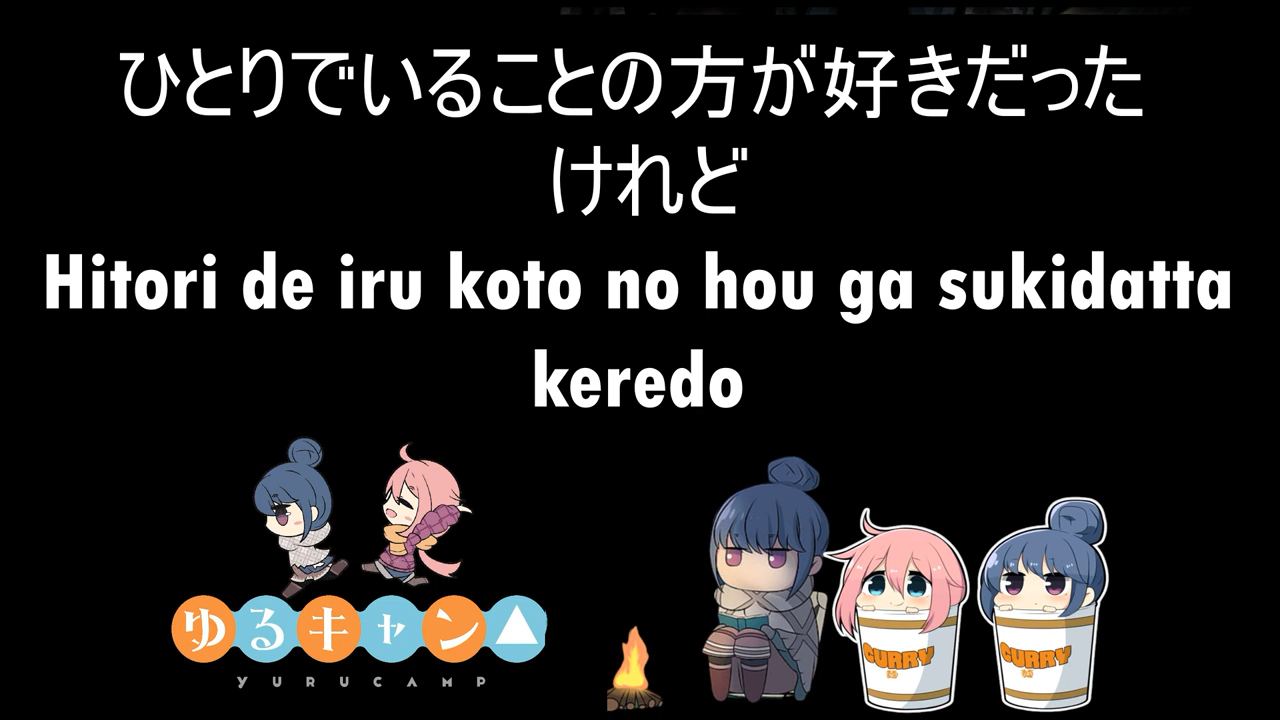 ひとりでいることの方が好きだった
けれど
Hitori de iru koto no hou ga sukidatta
keredo
ゆるキャン△
YURUCAMP
CURRY
CURRY